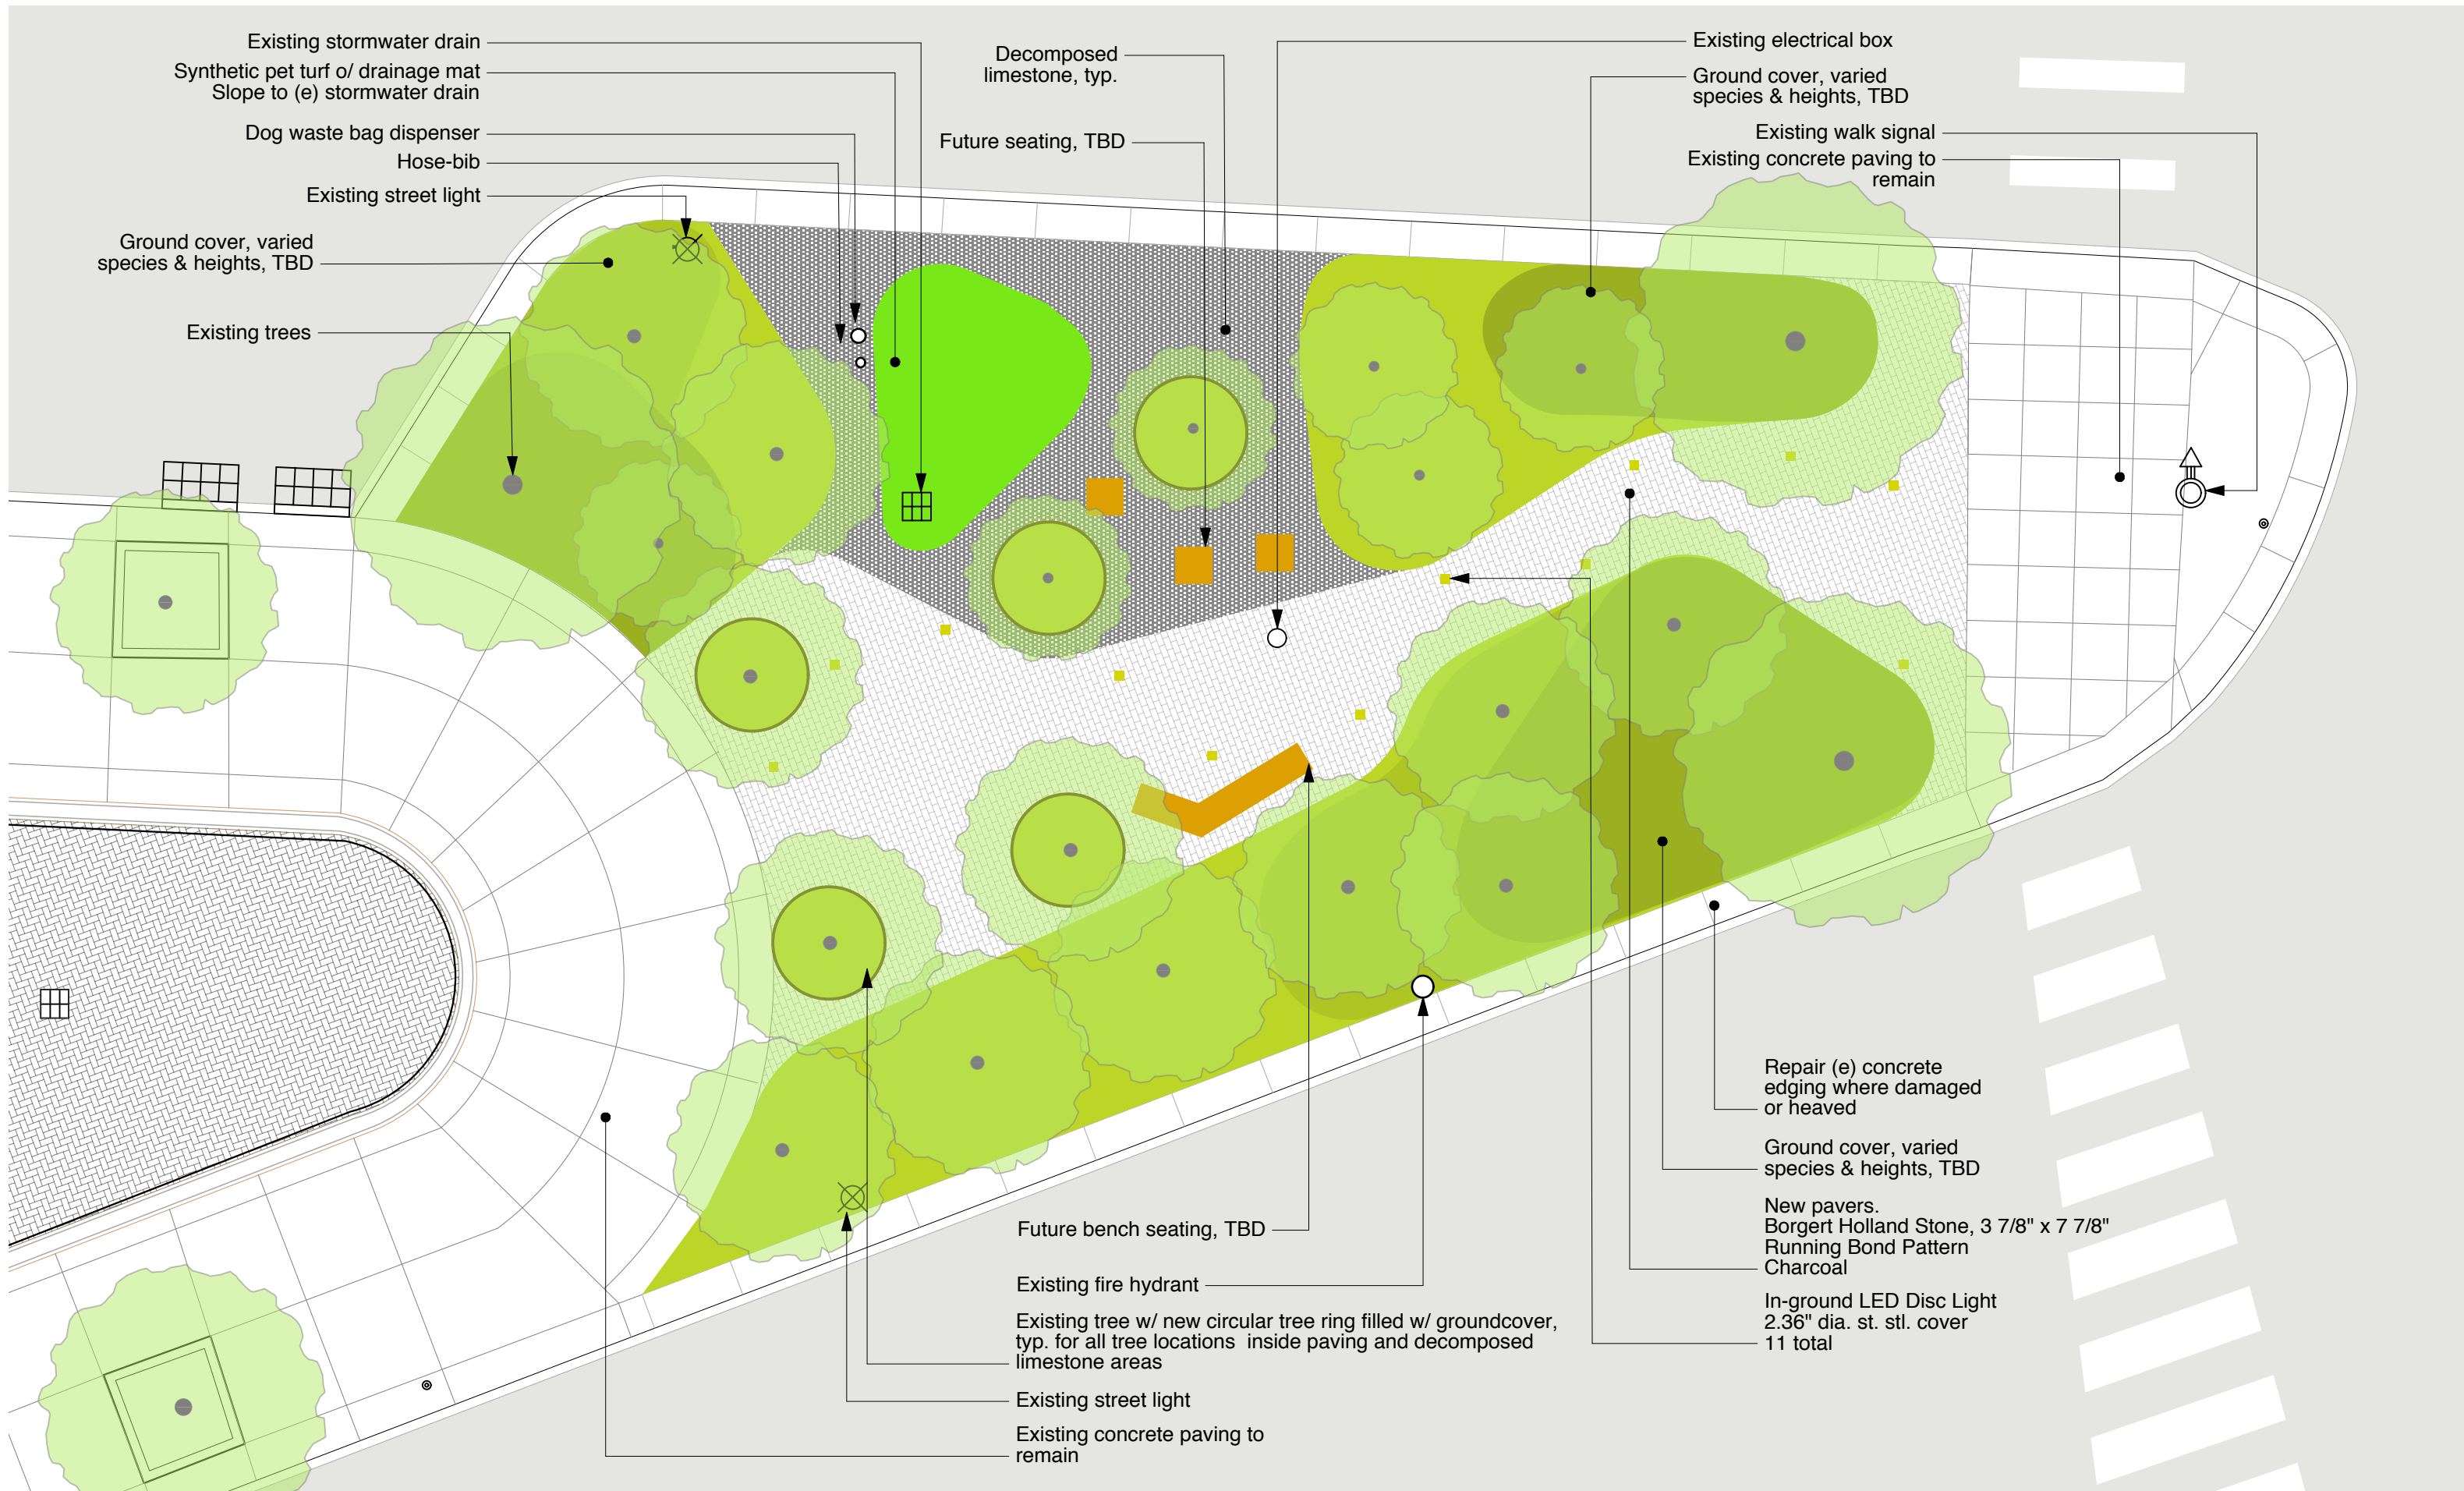 Existing stormwater drain
Synthetic pet turf o/ drainage mat
Slope to (e) stormwater drain
Dog waste bag dispenser
Hose-bib
Existing street light
Ground cover, varied
species & heights, TBD
Existing trees
Decomposed
limestone, typ.
Future seating, TBD
Existing electrical box
Ground cover, varied
species & heights, TBD
Existing walk signal
Existing concrete paving to
remain
Repair (e) concrete
edging where damaged
or heaved
Ground cover, varied
species & heights, TBD
New pavers.
Borgert Holland Stone, 3 7/8" x 7 7/8"
Running Bond Pattern
Charcoal
In-ground LED Disc Light
2.36" dia. st. stl. cover
11 total
Future bench seating, TBD
Existing fire hydrant
Existing tree w/ new circular tree ring filled w/ groundcover,
typ. for all tree locations  inside paving and decomposed
limestone areas
Existing street light
Existing concrete paving to
remain